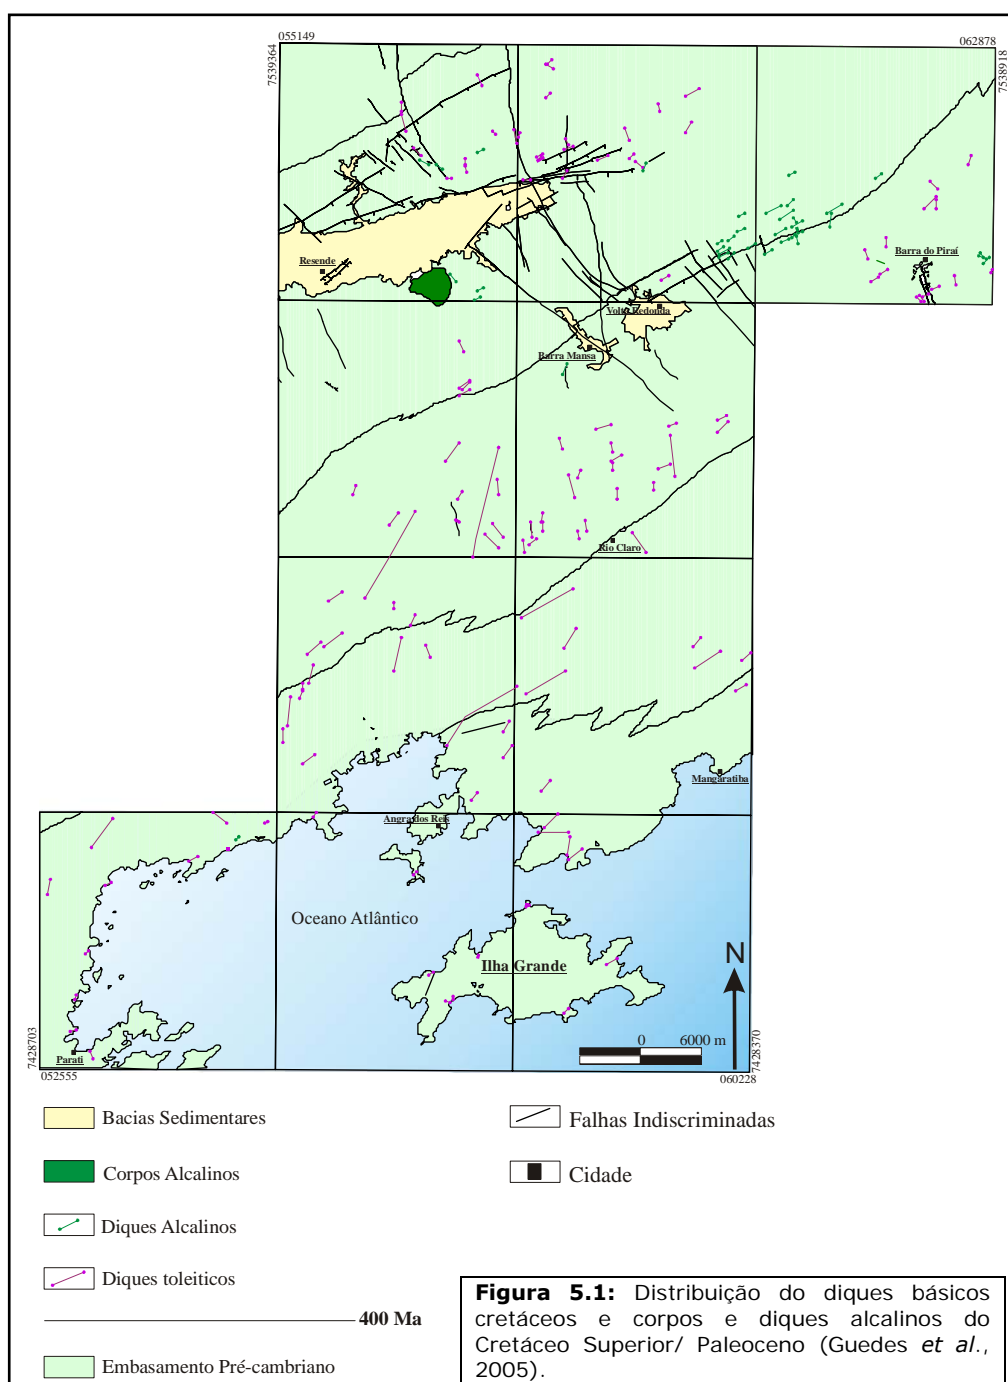 055149
062878
7539364
7538918
Resende
Barra do Piraí
Volta Redonda
Barra Mansa
Rio Claro
Mangaratiba
Angra dos Reis
Oceano Atlântico
Ilha Grande
N
0 6000 m
Parati
7428703
7428370
052555
060228
Bacias Sedimentares
Falhas Indiscriminadas
Corpos Alcalinos
Cidade
Diques Alcalinos
Diques toleiticos
400 Ma
Embasamento Pré-cambriano
Figura 5.1: Distribuição do diques básicos
cretáceos e corpos e diques alcalinos do
Cretáceo Superior/ Paleoceno (Guedes et al.,
2005).